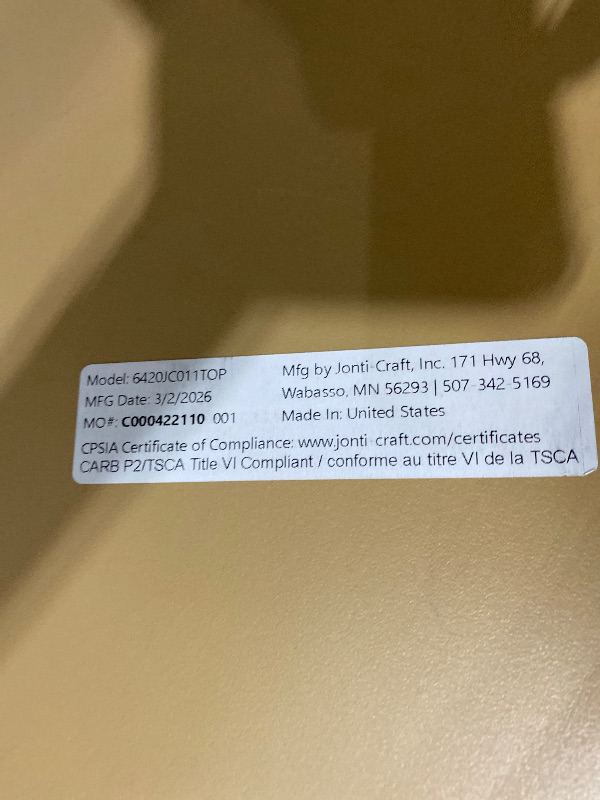 Model: 6420JC011TOP
MFG Date: 3/2/2026
MO#: C000422110 001
Mfg by Jonti-Craft, Inc. 171 Hwy 68,
Wabasso, MN 56293 | 507-342-5169
Made In: United States
CPSIA Certificate of Compliance: www.jonti-craft.com/certificates
CARB P2/TSCA Title VI Compliant / conforme au titre VI de la TSCA